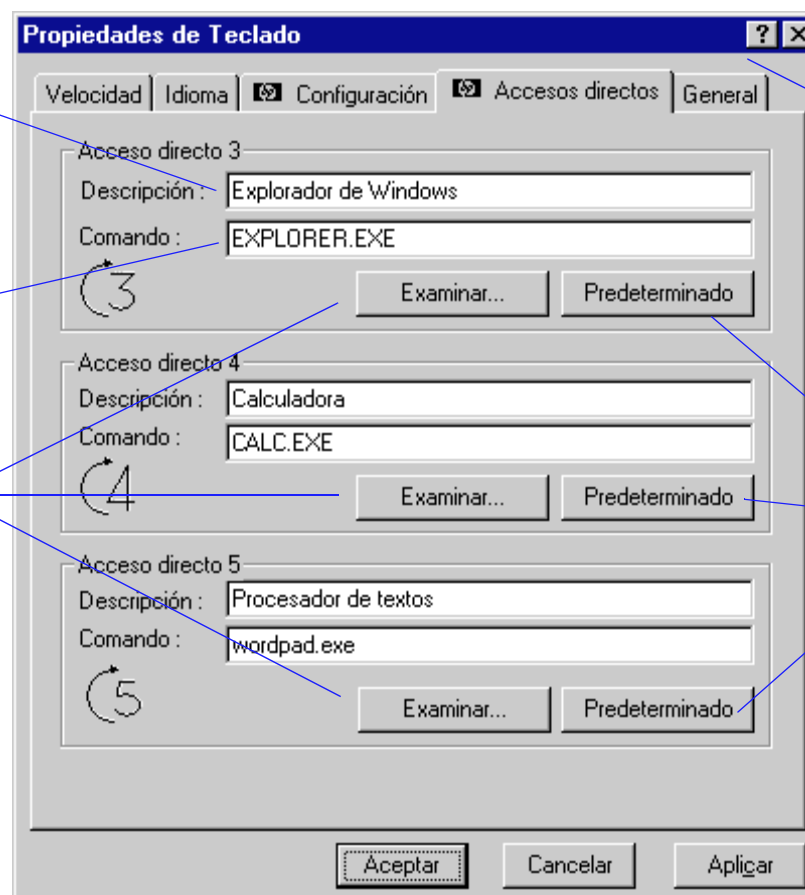 Propiedades de Teclado
Velocidad Idioma Configuración Accesos directos General
Acceso directo 3
Descripción : Explorador de Windows
Comando : EXPLORER.EXE
3
Examinar... Predeterminado
Acceso directo 4
Descripción : Calculadora
Comando : CALC.EXE
4
Examinar... Predeterminado
Acceso directo 5
Descripción : Procesador de textos
Comando : wordpad.exe
5
Examinar... Predeterminado
Aceptar Cancelar Aplicar